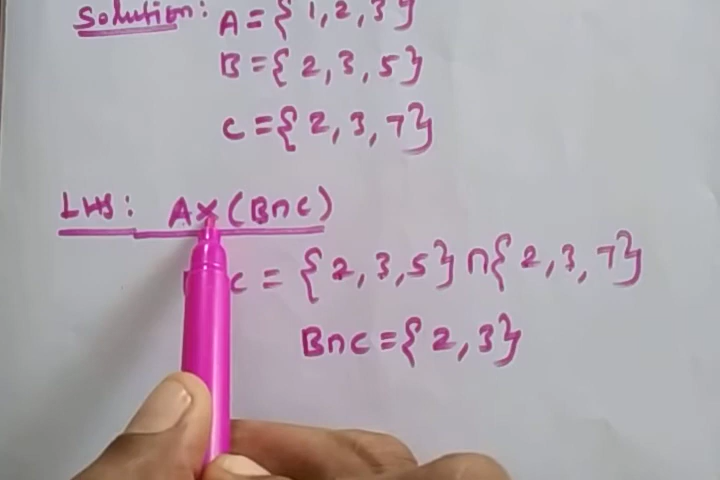 Solution: A={1,2,3}
B={2,3,5}
C={2,3,7}
LHS: A×(B∩C)
C={2,3,5}∩{2,3,7}
B∩C={2,3}